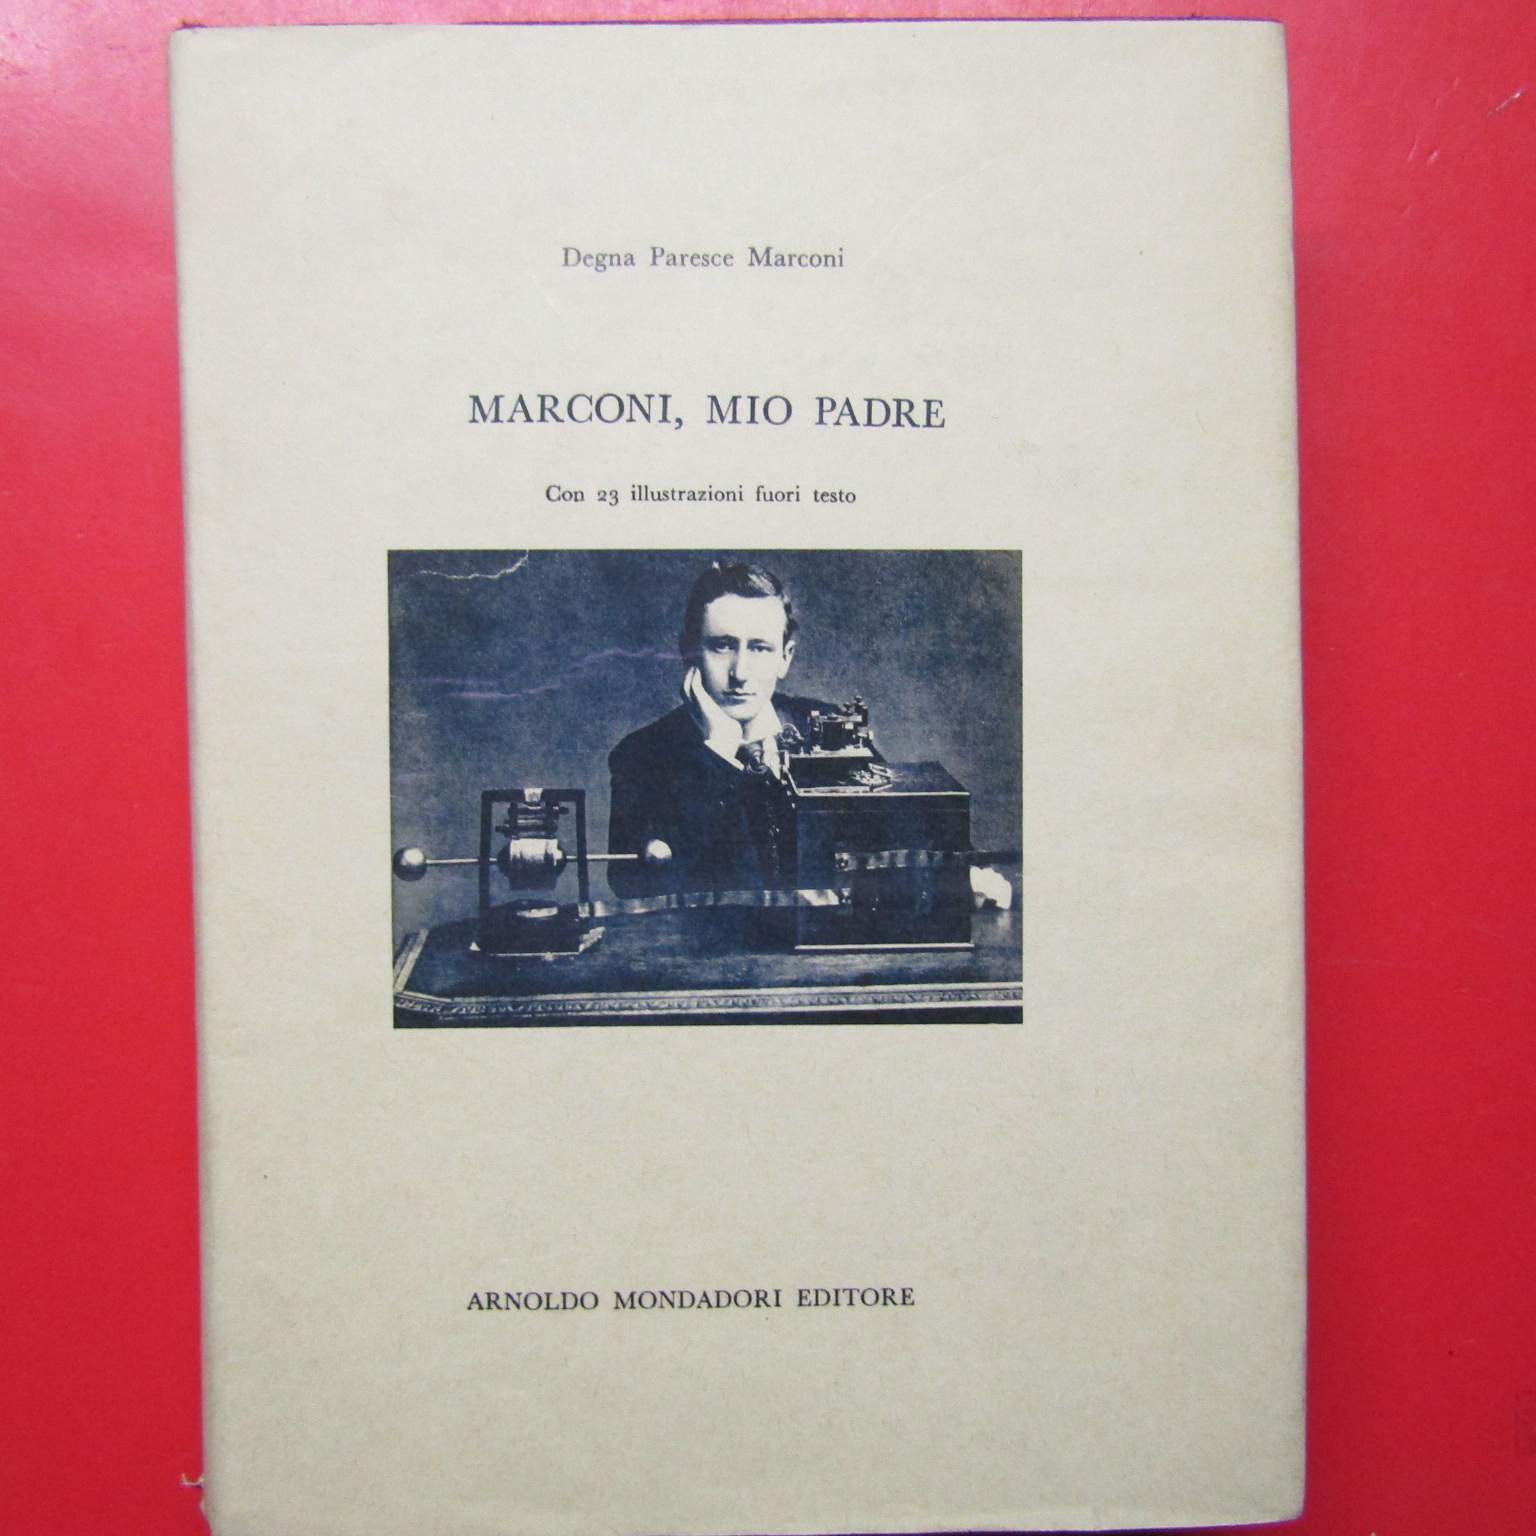 Degna Paresce Marconi
MARCONI, MIO PADRE
Con 23 illustrazioni fuori testo
ARNOLDO MONDADORI EDITORE